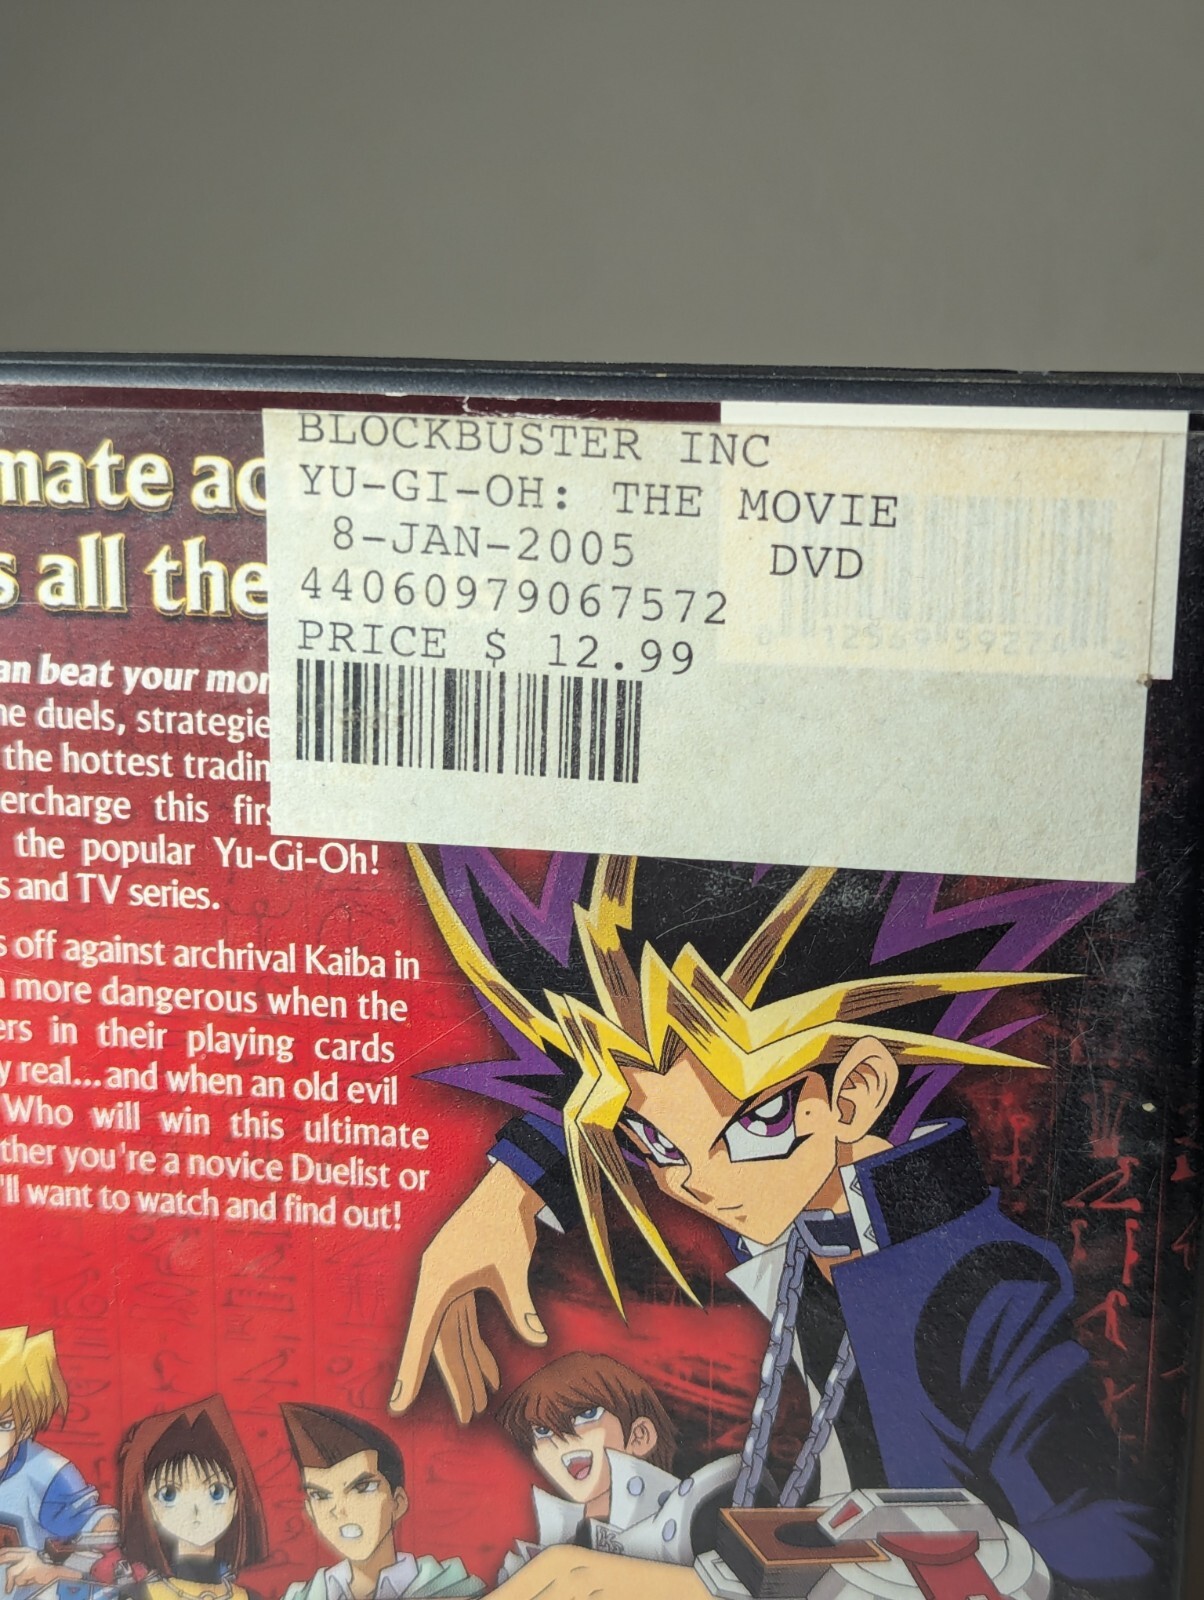 BLOCKBUSTER INC
YU-GI-OH: THE MOVIE
8-JAN-2005 DVD
44060979067572
PRICE $ 12.99
mate ac
s all the
an beat your mor
he duels, strategie
the hottest tradin
ercharge this firs
the popular Yu-Gi-Oh!
s and TV series.
s off against archrival Kaiba in
n more dangerous when the
ers in their playing cards
y real...and when an old evil
Who will win this ultimate
ther you're a novice Duelist or
'll want to watch and find out!